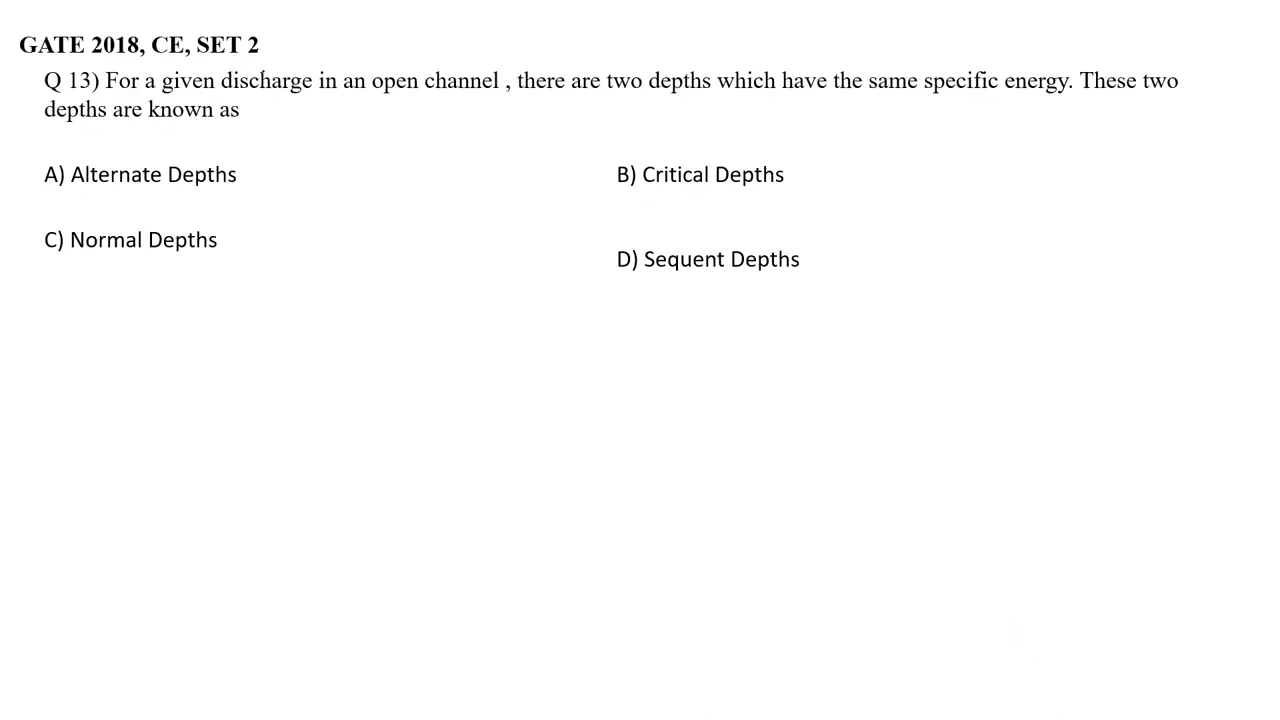 GATE 2018, CE, SET 2
Q 13) For a given discharge in an open channel , there are two depths which have the same specific energy. These two
depths are known as
A) Alternate Depths
B) Critical Depths
C) Normal Depths
D) Sequent Depths